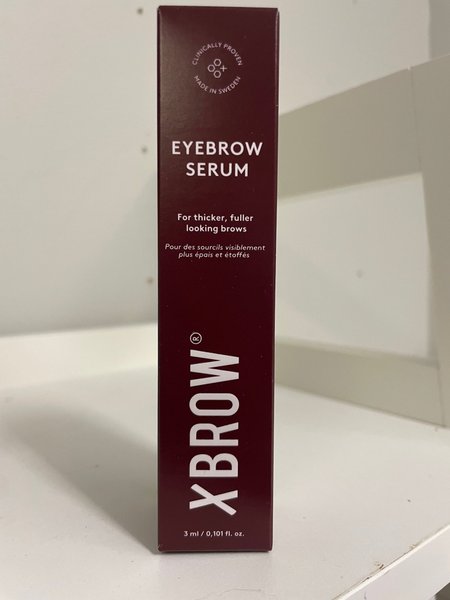 CLINICALLY PROVEN
MADE IN SWEDEN
EYEBROW
SERUM
For thicker, fuller
looking brows
Pour des sourcils visiblement
plus épais et étoffés
XBROW®
3 ml / 0,101 fl. oz.